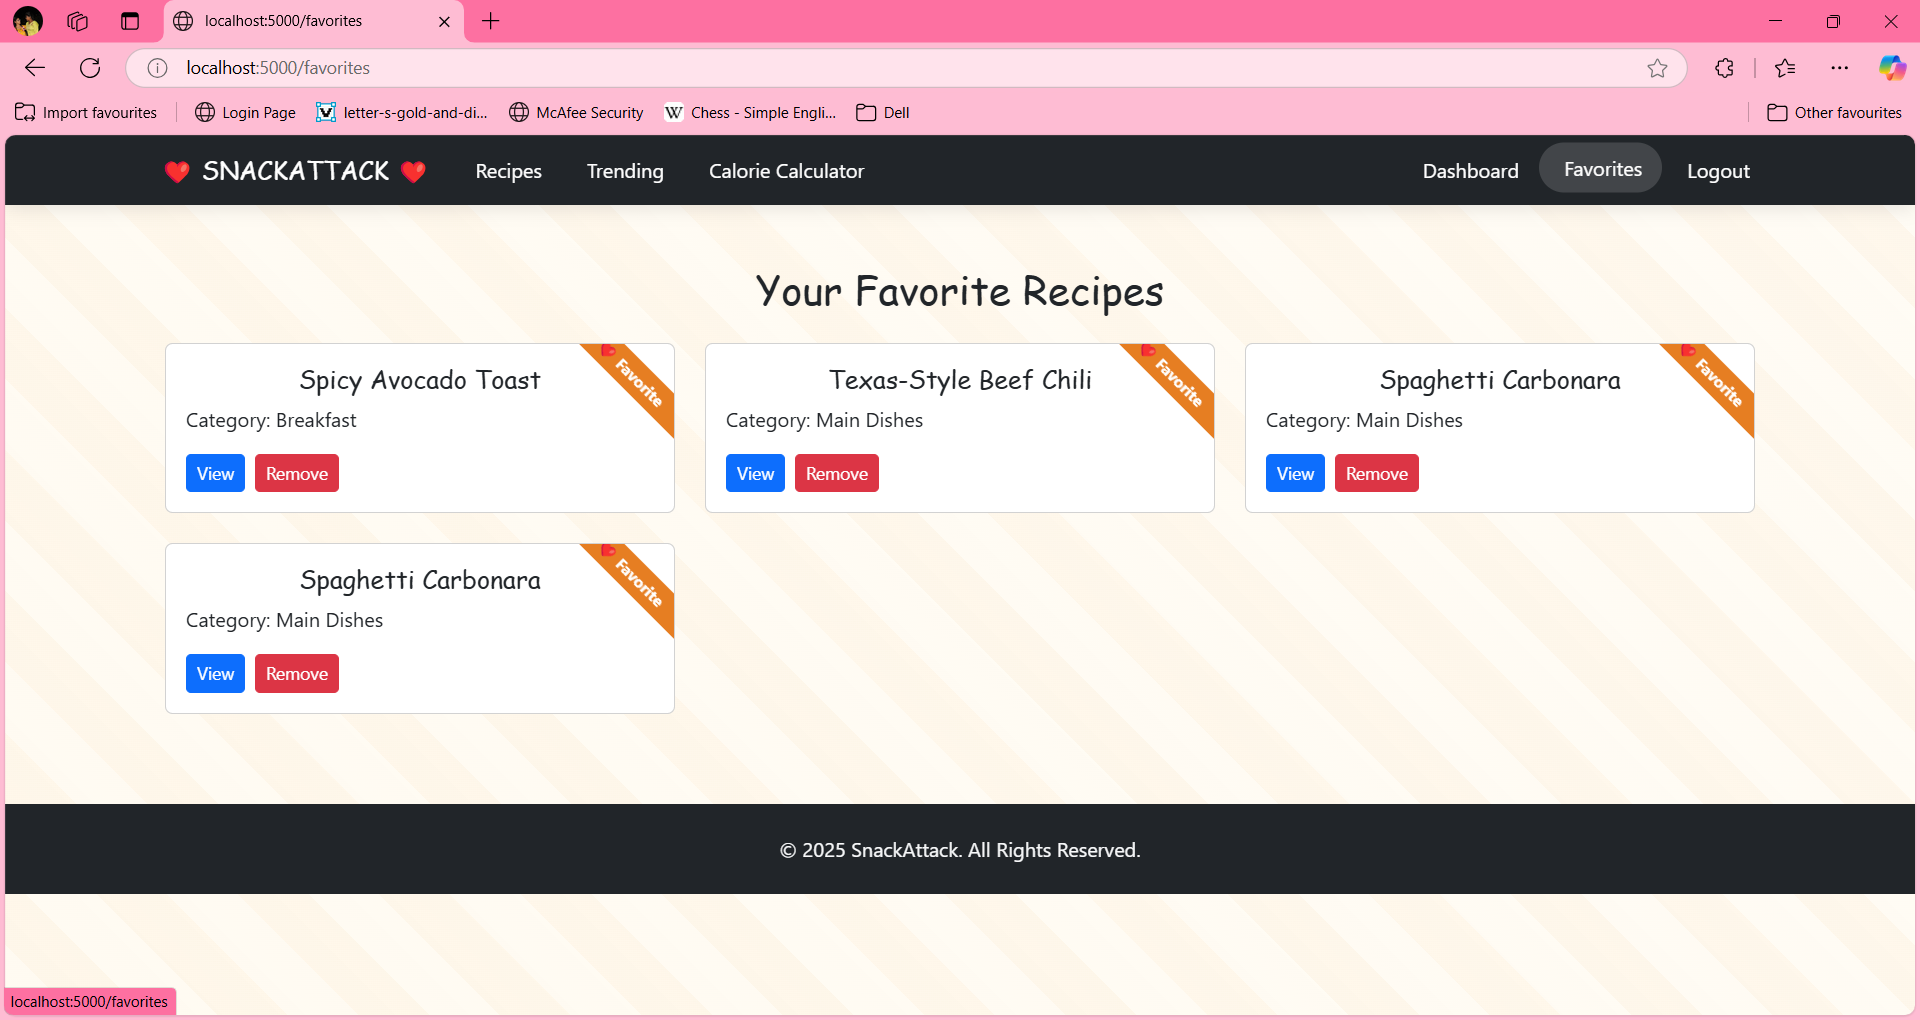 localhost:5000/favorites
localhost:5000/favorites
Import favourites Login Page letter-s-gold-and-di... McAfee Security Chess - Simple Engli... Dell Other favourites
SNACKATTACK Recipes Trending Calorie Calculator Dashboard Favorites Logout
Your Favorite Recipes
Favorite
Spicy Avocado Toast
Category: Breakfast
View Remove
Favorite
Texas-Style Beef Chili
Category: Main Dishes
View Remove
Favorite
Spaghetti Carbonara
Category: Main Dishes
View Remove
Favorite
Spaghetti Carbonara
Category: Main Dishes
View Remove
© 2025 SnackAttack. All Rights Reserved.
localhost:5000/favorites